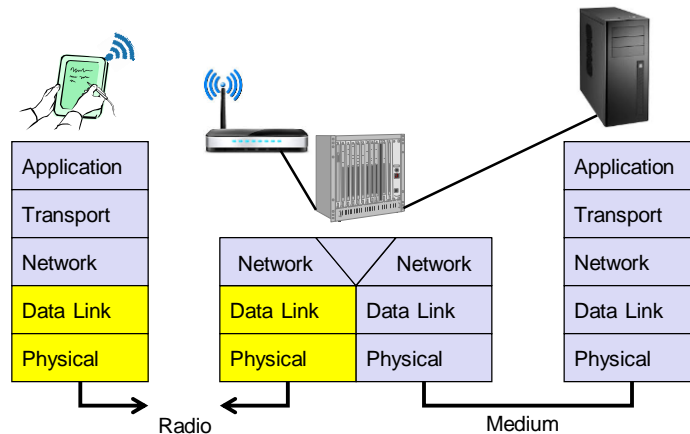 Application
Transport
Network
Data Link
Physical
Network
Network
Data Link
Data Link
Physical
Physical
Application
Transport
Network
Data Link
Physical
Radio
Medium